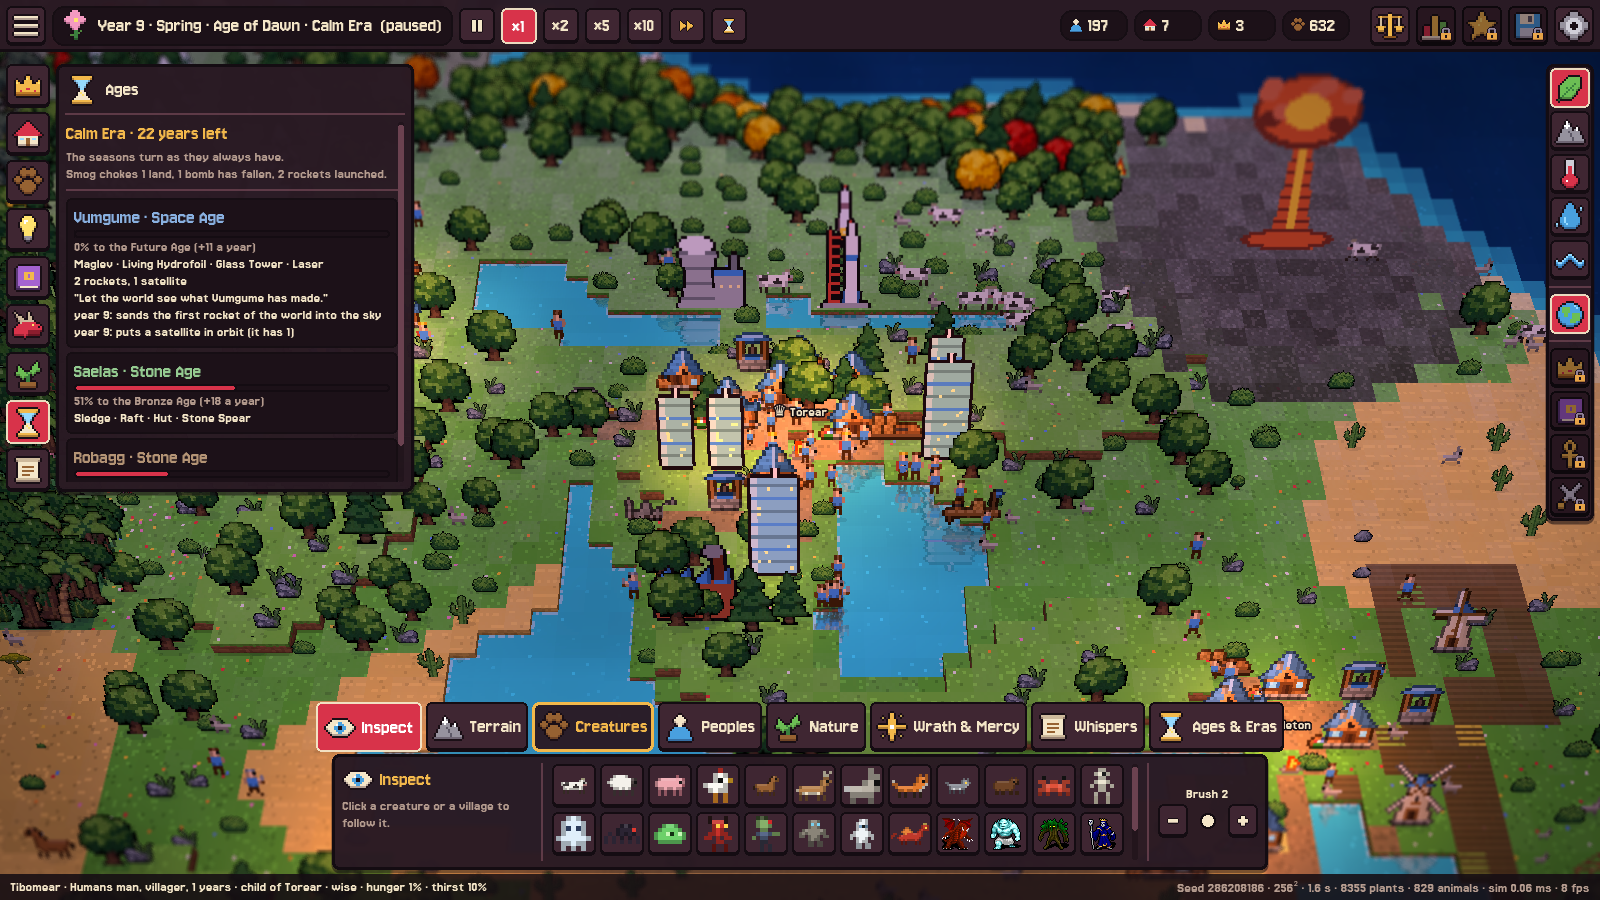 Year 9 · Spring · Age of Dawn · Calm Era (paused)
x1
x2
x5
x10
197
7
3
632
Ages
Calm Era · 22 years left
The seasons turn as they always have.
Smog chokes 1 land, 1 bomb has fallen, 2 rockets launched.
Vumgume · Space Age
0% to the Future Age (+11 a year)
Maglev · Living Hydrofoil · Glass Tower · Laser
2 rockets, 1 satellite
"Let the world see what Vumgume has made."
year 9: sends the first rocket of the world into the sky
year 9: puts a satellite in orbit (it has 1)
Saelas · Stone Age
51% to the Bronze Age (+18 a year)
Sledge · Raft · Hut · Stone Spear
Robagg · Stone Age
Torear
leton
Inspect
Terrain
Creatures
Peoples
Nature
Wrath & Mercy
Whispers
Ages & Eras
Inspect
Click a creature or a village to
follow it.
Brush 2
Tibomear · Humans man, villager, 1 years · child of Torear · wise · hunger 1% · thirst 10%
Seed 286208186 · 256² · 1.6 s · 8355 plants · 829 animals · sim 0.06 ms · 8 fps